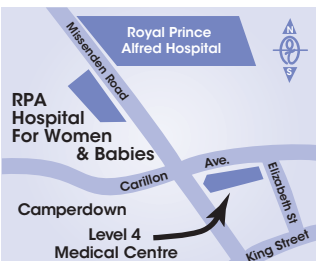 Royal Prince
Alfred Hospital
N
S
Missenden Road
RPA
Hospital
For Women
& Babies
Carillon Ave.
Elizabeth St
Camperdown
Level 4
Medical Centre
King Street